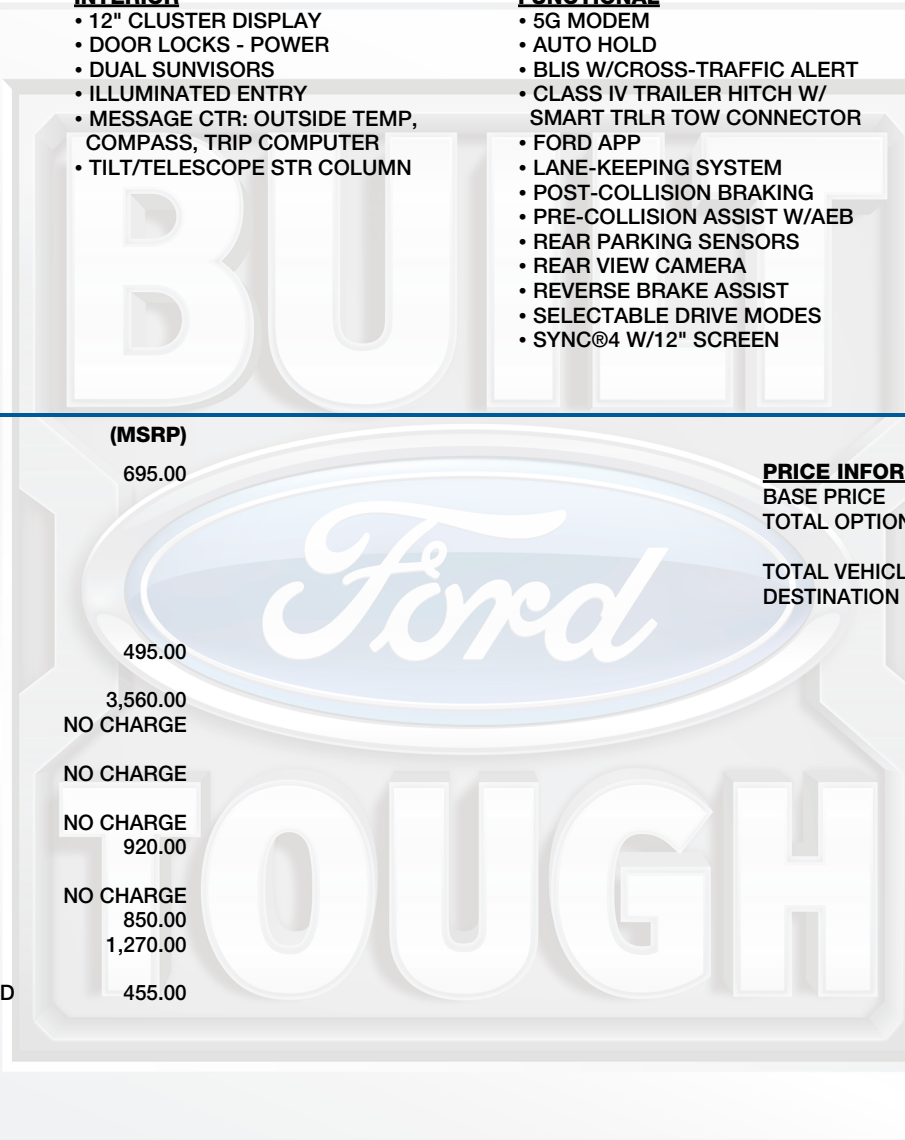 INTERIOR
• 12" CLUSTER DISPLAY
• DOOR LOCKS - POWER
• DUAL SUNVISORS
• ILLUMINATED ENTRY
• MESSAGE CTR: OUTSIDE TEMP,
COMPASS, TRIP COMPUTER
• TILT/TELESCOPE STR COLUMN
FUNCTIONAL
• 5G MODEM
• AUTO HOLD
• BLIS W/CROSS-TRAFFIC ALERT
• CLASS IV TRAILER HITCH W/
SMART TRLR TOW CONNECTOR
• FORD APP
• LANE-KEEPING SYSTEM
• POST-COLLISION BRAKING
• PRE-COLLISION ASSIST W/AEB
• REAR PARKING SENSORS
• REAR VIEW CAMERA
• REVERSE BRAKE ASSIST
• SELECTABLE DRIVE MODES
• SYNC®4 W/12" SCREEN
BUILT
Ford
TOUGH
(MSRP)
695.00
495.00
3,560.00
NO CHARGE
NO CHARGE
NO CHARGE
920.00
NO CHARGE
850.00
1,270.00
D 455.00
PRICE INFOR
BASE PRICE
TOTAL OPTION
TOTAL VEHICL
DESTINATION